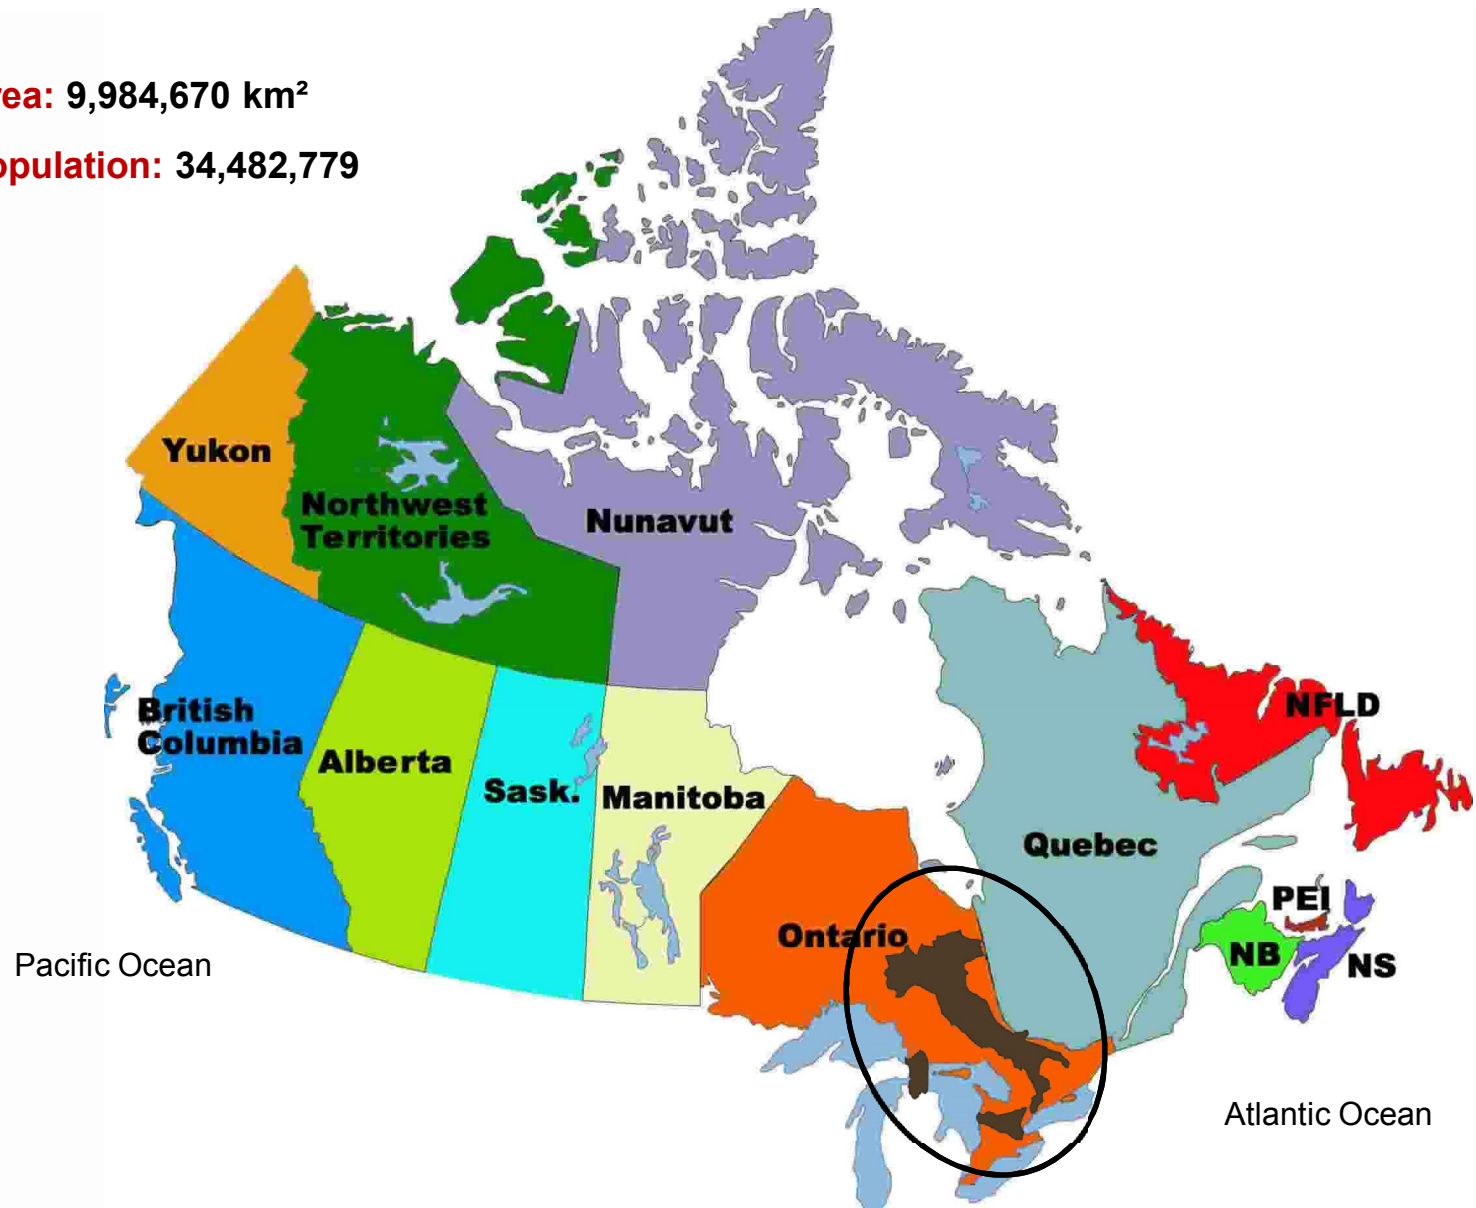 rea: 9,984,670 km²
opulation: 34,482,779
Yukon
Northwest
Territories
Nunavut
British
Columbia
Alberta
Sask.
Manitoba
Ontario
Quebec
NFLD
PEI
NB
NS
Pacific Ocean
Atlantic Ocean